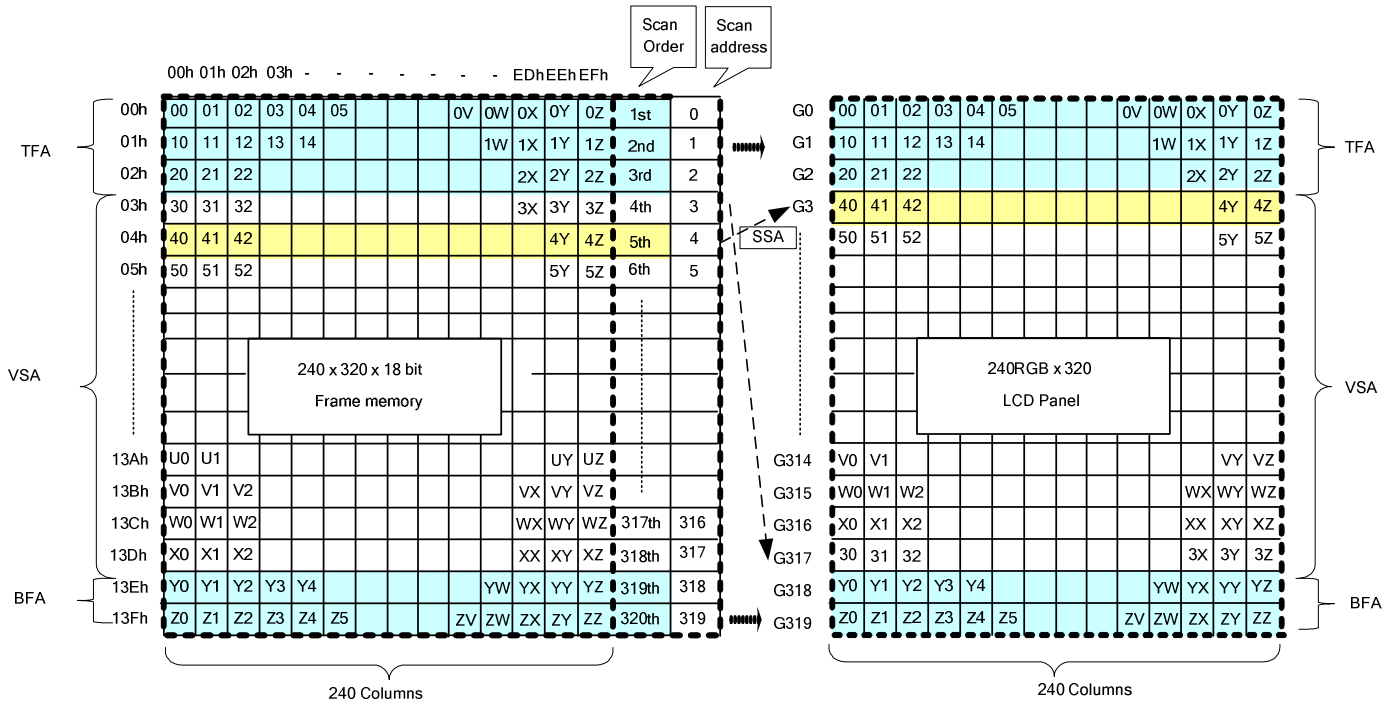 Scan Order
Scan address
00h 01h 02h 03h - - - - - - - EDh EEh EFh
00h 00 01 02 03 04 05 0V 0W 0X 0Y 0Z 1st 0 G0 00 01 02 03 04 05 0V 0W 0X 0Y 0Z
01h 10 11 12 13 14 1W 1X 1Y 1Z 2nd 1 G1 10 11 12 13 14 1W 1X 1Y 1Z
TFA TFA
02h 20 21 22 2X 2Y 2Z 3rd 2 G2 20 21 22 2X 2Y 2Z
03h 30 31 32 3X 3Y 3Z 4th 3 G3 40 41 42 4Y 4Z
04h 40 41 42 4Y 4Z 5th 4 SSA 50 51 52 5Y 5Z
05h 50 51 52 5Y 5Z 6th 5
240 x 320 x 18 bit 240RGB x 320
VSA VSA
Frame memory LCD Panel
13Ah U0 U1 UY UZ G314 V0 V1 VY VZ
13Bh V0 V1 V2 VX VY VZ G315 W0 W1 W2 WX WY WZ
13Ch W0 W1 W2 WX WY WZ 317th 316 G316 X0 X1 X2 XX XY XZ
13Dh X0 X1 X2 XX XY XZ 318th 317 G317 30 31 32 3X 3Y 3Z
13Eh Y0 Y1 Y2 Y3 Y4 YW YX YY YZ 319th 318 G318 Y0 Y1 Y2 Y3 Y4 YW YX YY YZ
BFA BFA
13Fh Z0 Z1 Z2 Z3 Z4 Z5 ZV ZW ZX ZY ZZ 320th 319 G319 Z0 Z1 Z2 Z3 Z4 Z5 ZV ZW ZX ZY ZZ
240 Columns 240 Columns